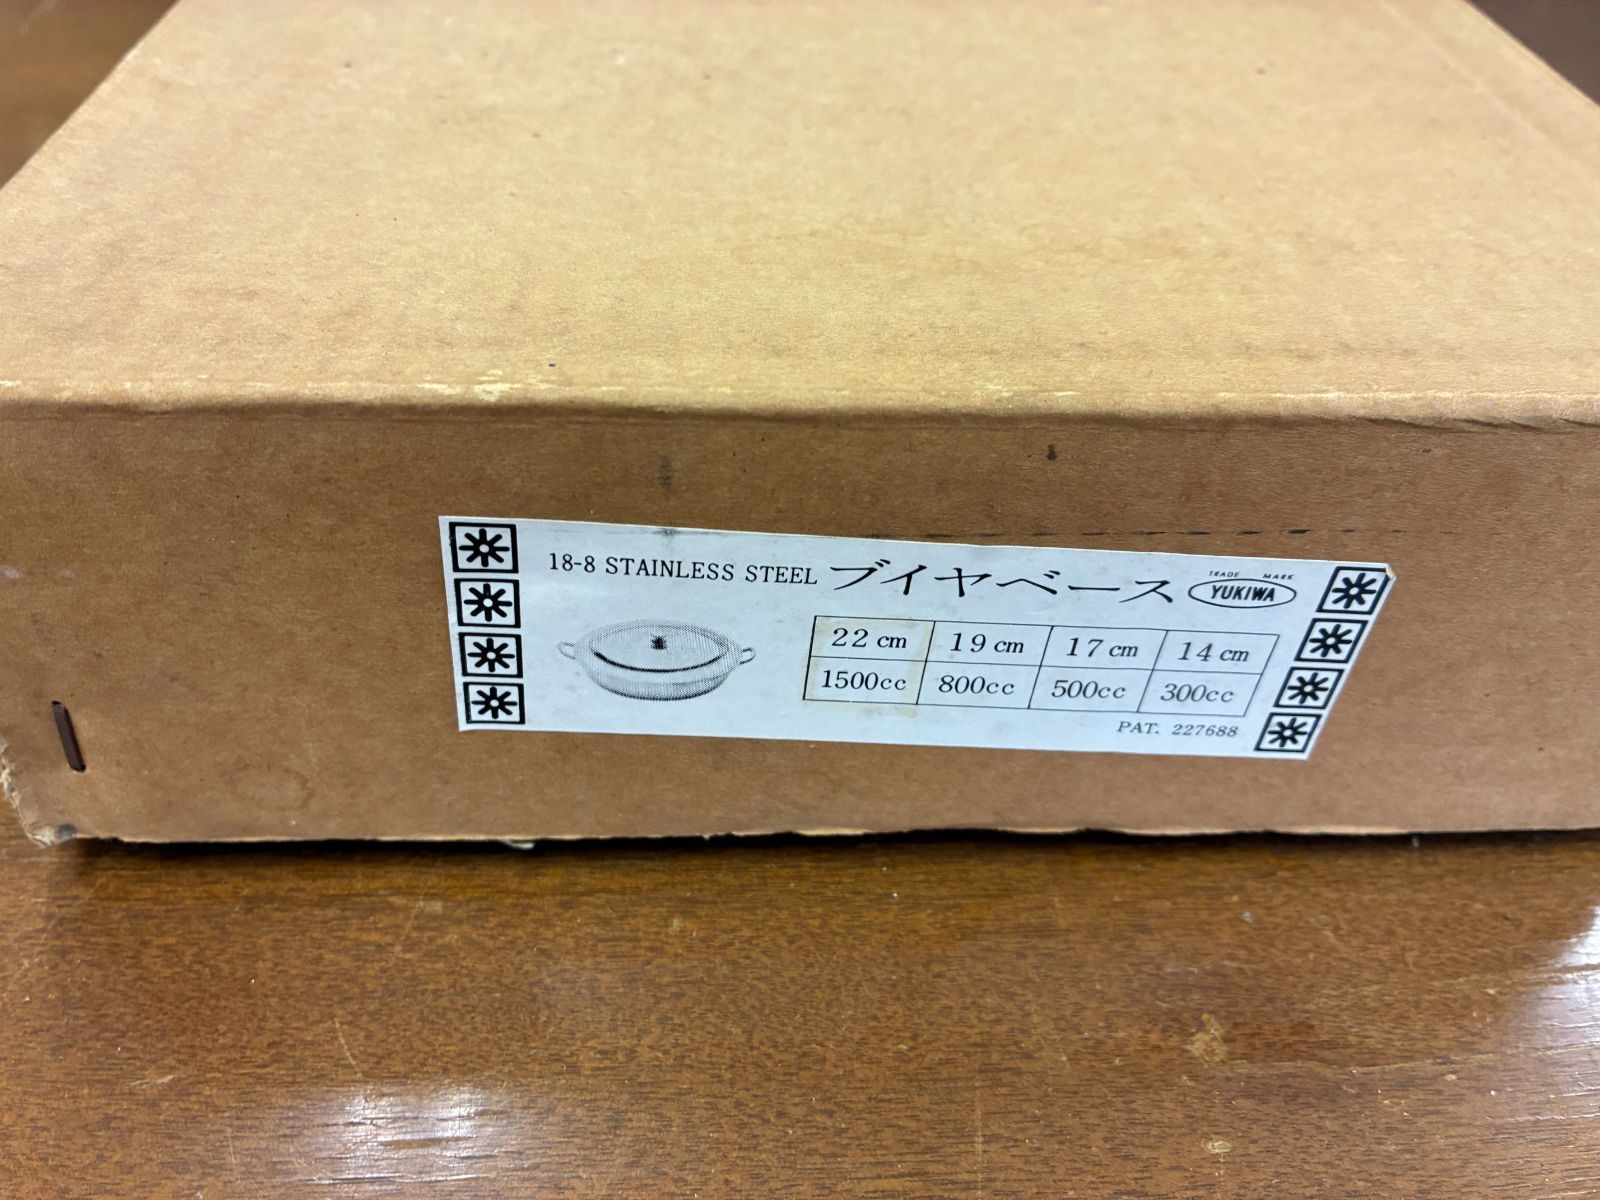 18-8 STAINLESS STEEL ブイヤベース TRADE MARK YUKIWA
22 cm 19 cm 17 cm 14 cm
1500cc 800cc 500cc 300cc
PAT. 227688